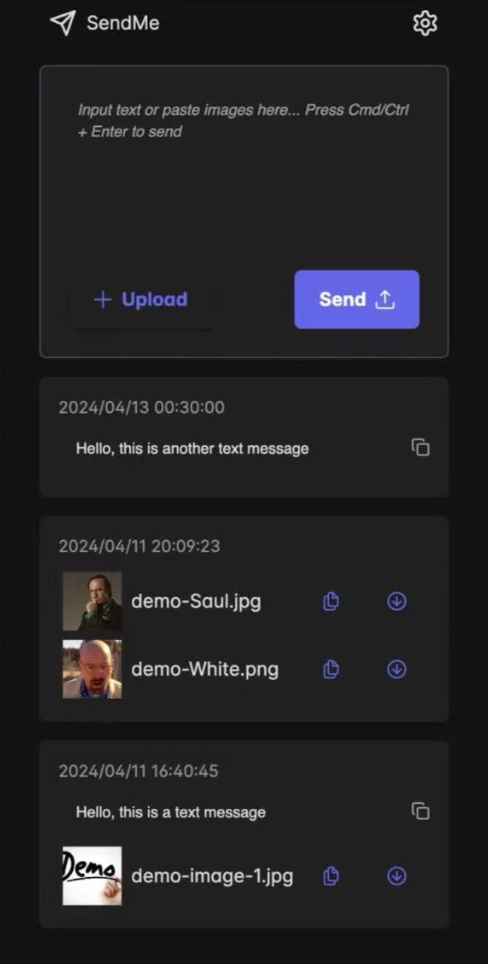 SendMe
Input text or paste images here... Press Cmd/Ctrl
+ Enter to send
+ Upload
Send
2024/04/13 00:30:00
Hello, this is another text message
2024/04/11 20:09:23
demo-Saul.jpg
demo-White.png
2024/04/11 16:40:45
Hello, this is a text message
Demo
demo-image-1.jpg